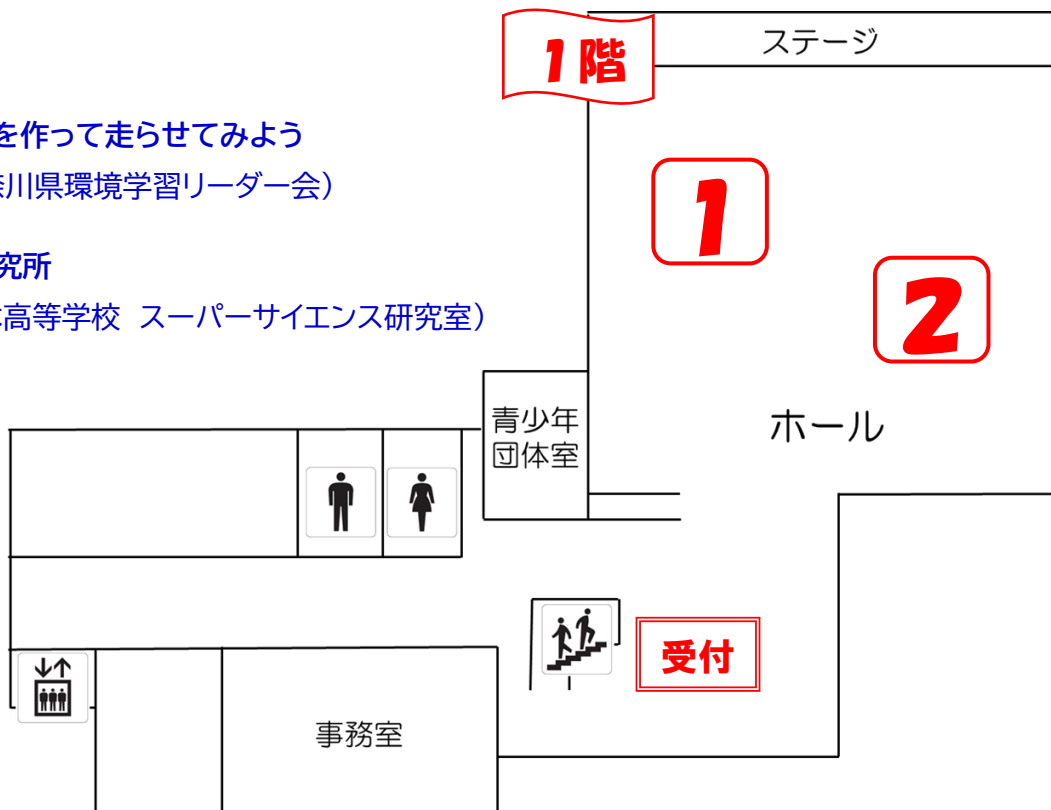 1階
ステージ
を作って走らせてみよう
川県環境学習リーダー会）
究所
高等学校 スーパーサイエンス研究室）
1
2
青少年
団体室
ホール
受付
事務室